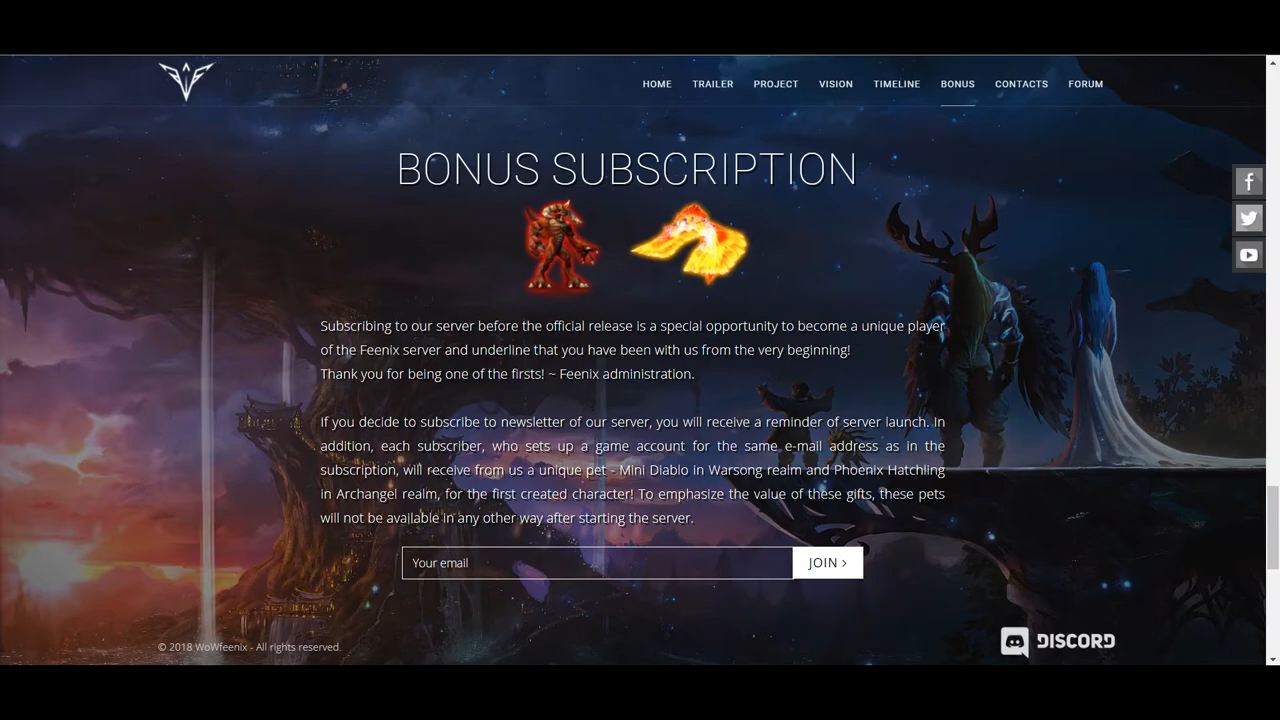 HOME TRAILER PROJECT VISION TIMELINE BONUS CONTACTS FORUM
BONUS SUBSCRIPTION
Subscribing to our server before the official release is a special opportunity to become a unique player
of the Feenix server and underline that you have been with us from the very beginning!
Thank you for being one of the firsts! ~ Feenix administration.
If you decide to subscribe to newsletter of our server, you will receive a reminder of server launch. In
addition, each subscriber, who sets up a game account for the same e-mail address as in the
subscription, will receive from us a unique pet - Mini Diablo in Warsong realm and Phoenix Hatchling
in Archangel realm, for the first created character! To emphasize the value of these gifts, these pets
will not be available in any other way after starting the server.
Your email
JOIN >
© 2018 WoWfeenix - All rights reserved.
DISCORD